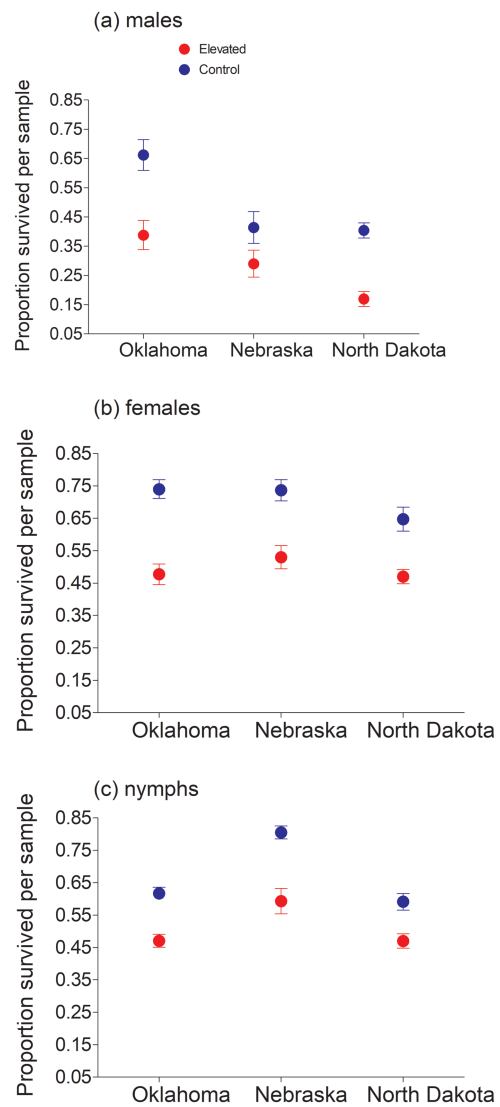 (a) males
Elevated
Control
Proportion survived per sample
0.85
0.75
0.65
0.55
0.45
0.35
0.25
0.15
0.05
Oklahoma Nebraska North Dakota
(b) females
Proportion survived per sample
0.85
0.75
0.65
0.55
0.45
0.35
0.25
0.15
0.05
Oklahoma Nebraska North Dakota
(c) nymphs
Proportion survived per sample
0.85
0.75
0.65
0.55
0.45
0.35
0.25
0.15
0.05
Oklahoma Nebraska North Dakota